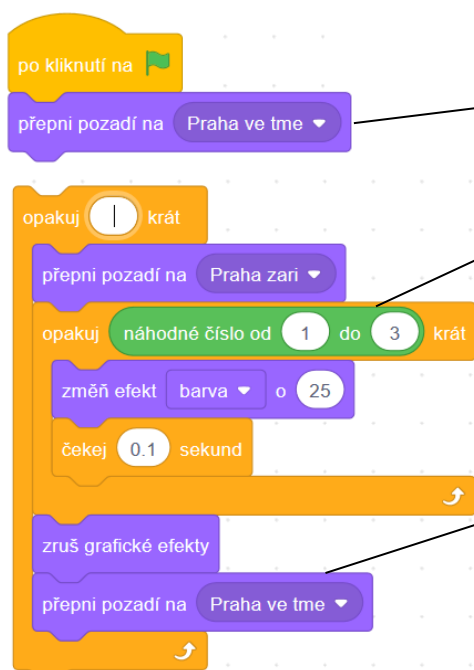 po kliknutí na
přepni pozadí na Praha ve tme
opakuj krát
přepni pozadí na Praha zari
opakuj náhodné číslo od 1 do 3 krát
změň efekt barva o 25
čekej 0.1 sekund
zruš grafické efekty
přepni pozadí na Praha ve tme